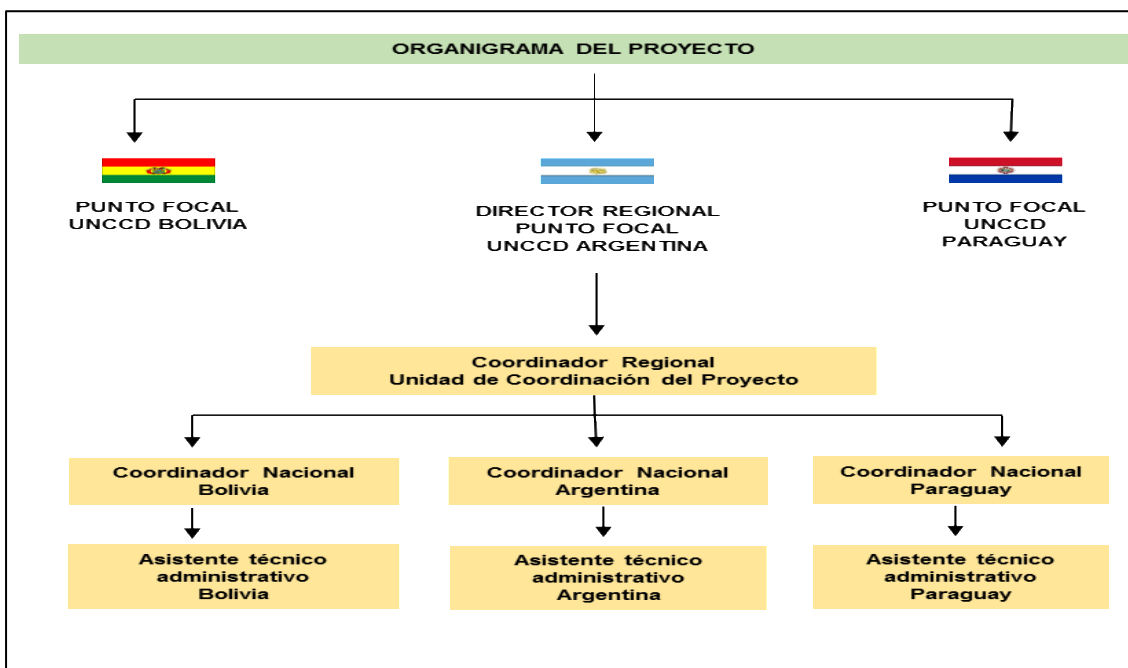 ORGANIGRAMA DEL PROYECTO
PUNTO FOCAL
UNCCD BOLIVIA
DIRECTOR REGIONAL
PUNTO FOCAL
UNCCD ARGENTINA
PUNTO FOCAL
UNCCD
PARAGUAY
Coordinador Regional
Unidad de Coordinación del Proyecto
Coordinador Nacional
Bolivia
Coordinador Nacional
Argentina
Coordinador Nacional
Paraguay
Asistente técnico
administrativo
Bolivia
Asistente técnico
administrativo
Argentina
Asistente técnico
administrativo
Paraguay